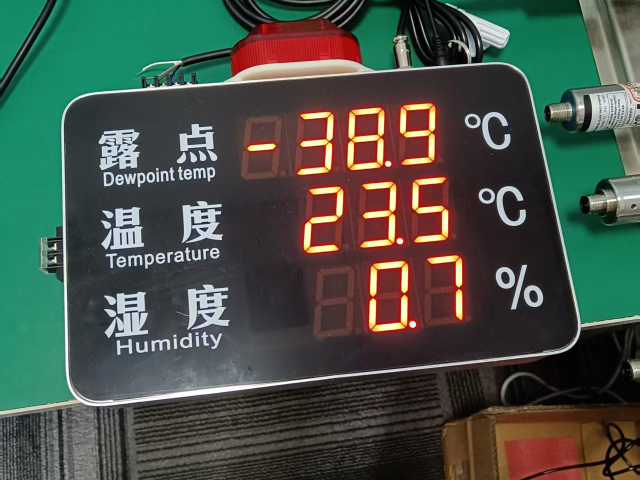 露点 -38.9 ℃
Dewpoint temp
温度 23.5 ℃
Temperature
湿度 0.7 %
Humidity